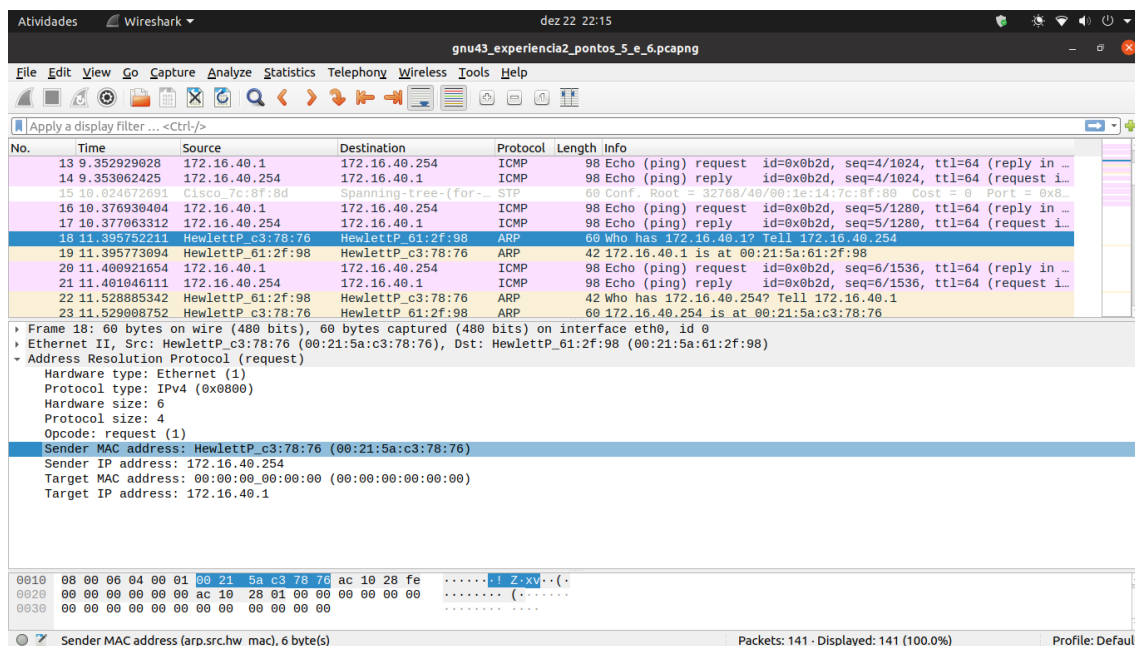 Atividades Wireshark dez 22 22:15
gnu43_experiencia2_pontos_5_e_6.pcapng
File Edit View Go Capture Analyze Statistics Telephony Wireless Tools Help
Apply a display filter … <Ctrl-/>
No. Time Source Destination Protocol Length Info
13 9.352929028 172.16.40.1 172.16.40.254 ICMP 98 Echo (ping) request id=0x0b2d, seq=4/1024, ttl=64 (reply in …
14 9.353062425 172.16.40.254 172.16.40.1 ICMP 98 Echo (ping) reply id=0x0b2d, seq=4/1024, ttl=64 (request i…
15 10.024672691 Cisco_7c:8f:8d Spanning-tree-(for-… STP 60 Conf. Root = 32768/40/00:1e:14:7c:8f:80 Cost = 0 Port = 0x8…
16 10.376930404 172.16.40.1 172.16.40.254 ICMP 98 Echo (ping) request id=0x0b2d, seq=5/1280, ttl=64 (reply in …
17 10.377063312 172.16.40.254 172.16.40.1 ICMP 98 Echo (ping) reply id=0x0b2d, seq=5/1280, ttl=64 (request i…
18 11.395752211 HewlettP_c3:78:76 HewlettP_61:2f:98 ARP 60 Who has 172.16.40.1? Tell 172.16.40.254
19 11.395773094 HewlettP_61:2f:98 HewlettP_c3:78:76 ARP 42 172.16.40.1 is at 00:21:5a:61:2f:98
20 11.400921654 172.16.40.1 172.16.40.254 ICMP 98 Echo (ping) request id=0x0b2d, seq=6/1536, ttl=64 (reply in …
21 11.401046111 172.16.40.254 172.16.40.1 ICMP 98 Echo (ping) reply id=0x0b2d, seq=6/1536, ttl=64 (request i…
22 11.528885342 HewlettP_61:2f:98 HewlettP_c3:78:76 ARP 42 Who has 172.16.40.254? Tell 172.16.40.1
23 11.529008752 HewlettP_c3:78:76 HewlettP_61:2f:98 ARP 60 172.16.40.254 is at 00:21:5a:c3:78:76
Frame 18: 60 bytes on wire (480 bits), 60 bytes captured (480 bits) on interface eth0, id 0
Ethernet II, Src: HewlettP_c3:78:76 (00:21:5a:c3:78:76), Dst: HewlettP_61:2f:98 (00:21:5a:61:2f:98)
Address Resolution Protocol (request)
Hardware type: Ethernet (1)
Protocol type: IPv4 (0x0800)
Hardware size: 6
Protocol size: 4
Opcode: request (1)
Sender MAC address: HewlettP_c3:78:76 (00:21:5a:c3:78:76)
Sender IP address: 172.16.40.254
Target MAC address: 00:00:00_00:00:00 (00:00:00:00:00:00)
Target IP address: 172.16.40.1
0010 08 00 06 04 00 01 00 21 5a c3 78 76 ac 10 28 fe ·······! Z·xv··(·
0020 00 00 00 00 00 00 ac 10 28 01 00 00 00 00 00 00 ········ (·······
0030 00 00 00 00 00 00 00 00 00 00 00 00 ········ ····
Sender MAC address (arp.src.hw_mac), 6 byte(s) Packets: 141 · Displayed: 141 (100.0%) Profile: Defaul